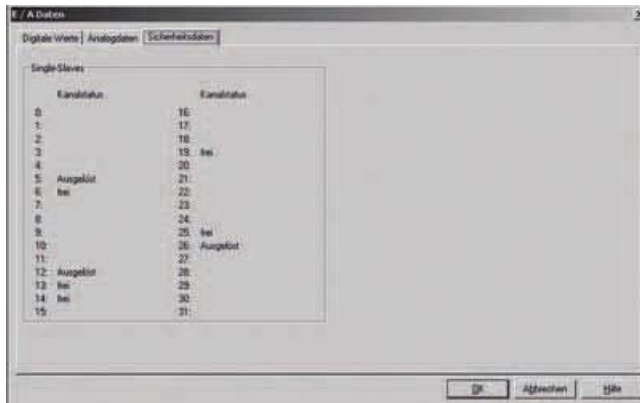 E / A Daten
Digitale Werte Analogdaten Sicherheitsdaten
Single-Slaves
Kanalstatus Kanalstatus
0: 16:
1: 17:
2: 18:
3: 19: frei
4: 20:
5: Ausgelöst 21:
6: frei 22:
7: 23:
8: 24:
9: 25: frei
10: 26: Ausgelöst
11: 27:
12: Ausgelöst 28:
13: frei 29:
14: frei 30:
15: 31:
OK Abbrechen Hilfe